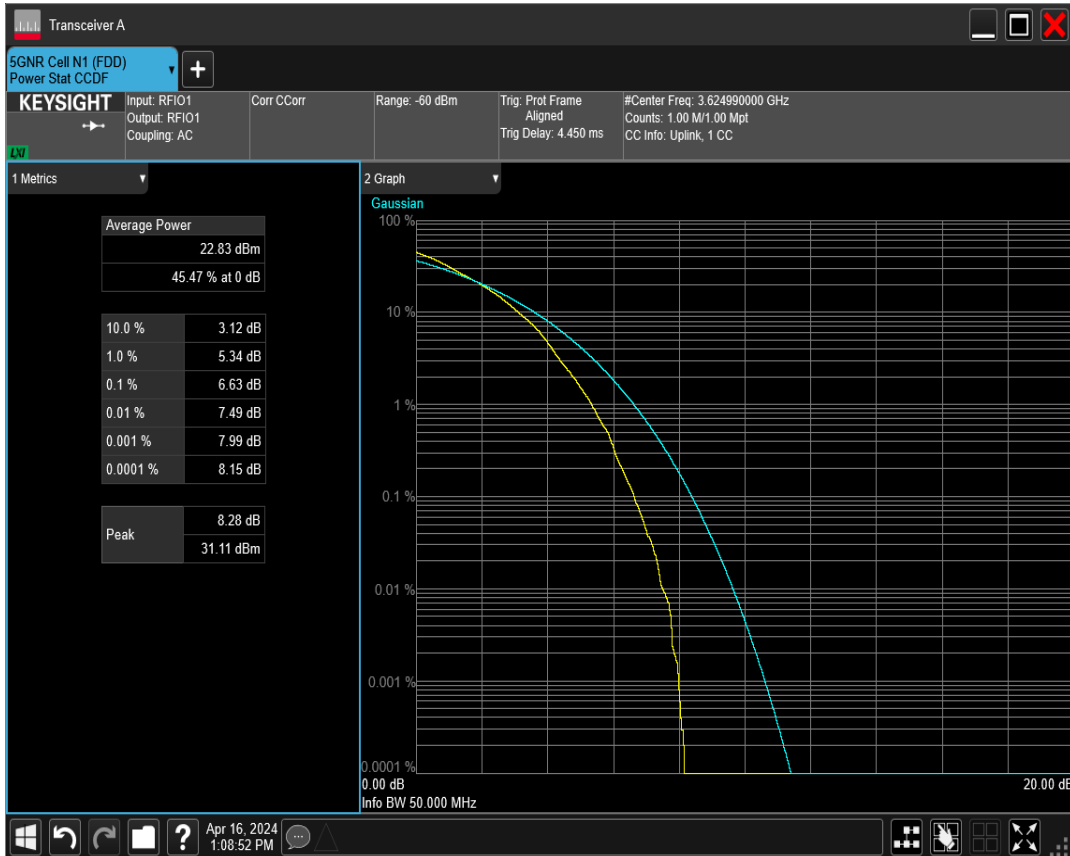 Transceiver A
5GNR Cell N1 (FDD)
Power Stat CCDF
+
KEYSIGHT
LXI
Input: RFIO1
Output: RFIO1
Coupling: AC
Corr CCorr
Range: -60 dBm
Trig: Prot Frame
Aligned
Trig Delay: 4.450 ms
#Center Freq: 3.624990000 GHz
Counts: 1.00 M/1.00 Mpt
CC Info: Uplink, 1 CC
1 Metrics
Average Power
22.83 dBm
45.47 % at 0 dB
10.0 % 3.12 dB
1.0 % 5.34 dB
0.1 % 6.63 dB
0.01 % 7.49 dB
0.001 % 7.99 dB
0.0001 % 8.15 dB
Peak
8.28 dB
31.11 dBm
2 Graph
Gaussian
100 %
10 %
1 %
0.1 %
0.01 %
0.001 %
0.0001 %
0.00 dB 20.00 dB
Info BW 50.000 MHz
?
Apr 16, 2024
1:08:52 PM